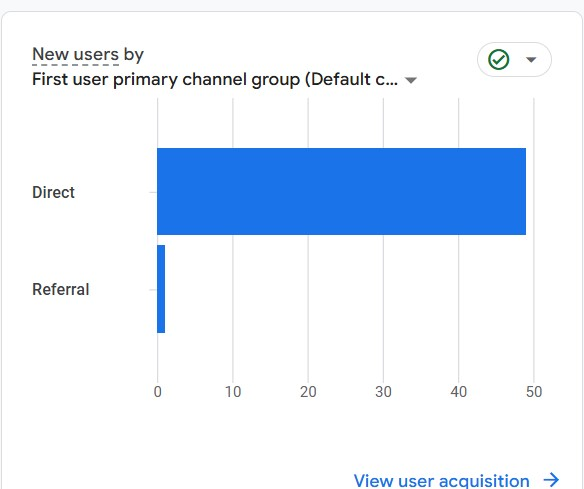 New users by
First user primary channel group (Default c...
Direct
Referral
0 10 20 30 40 50
View user acquisition